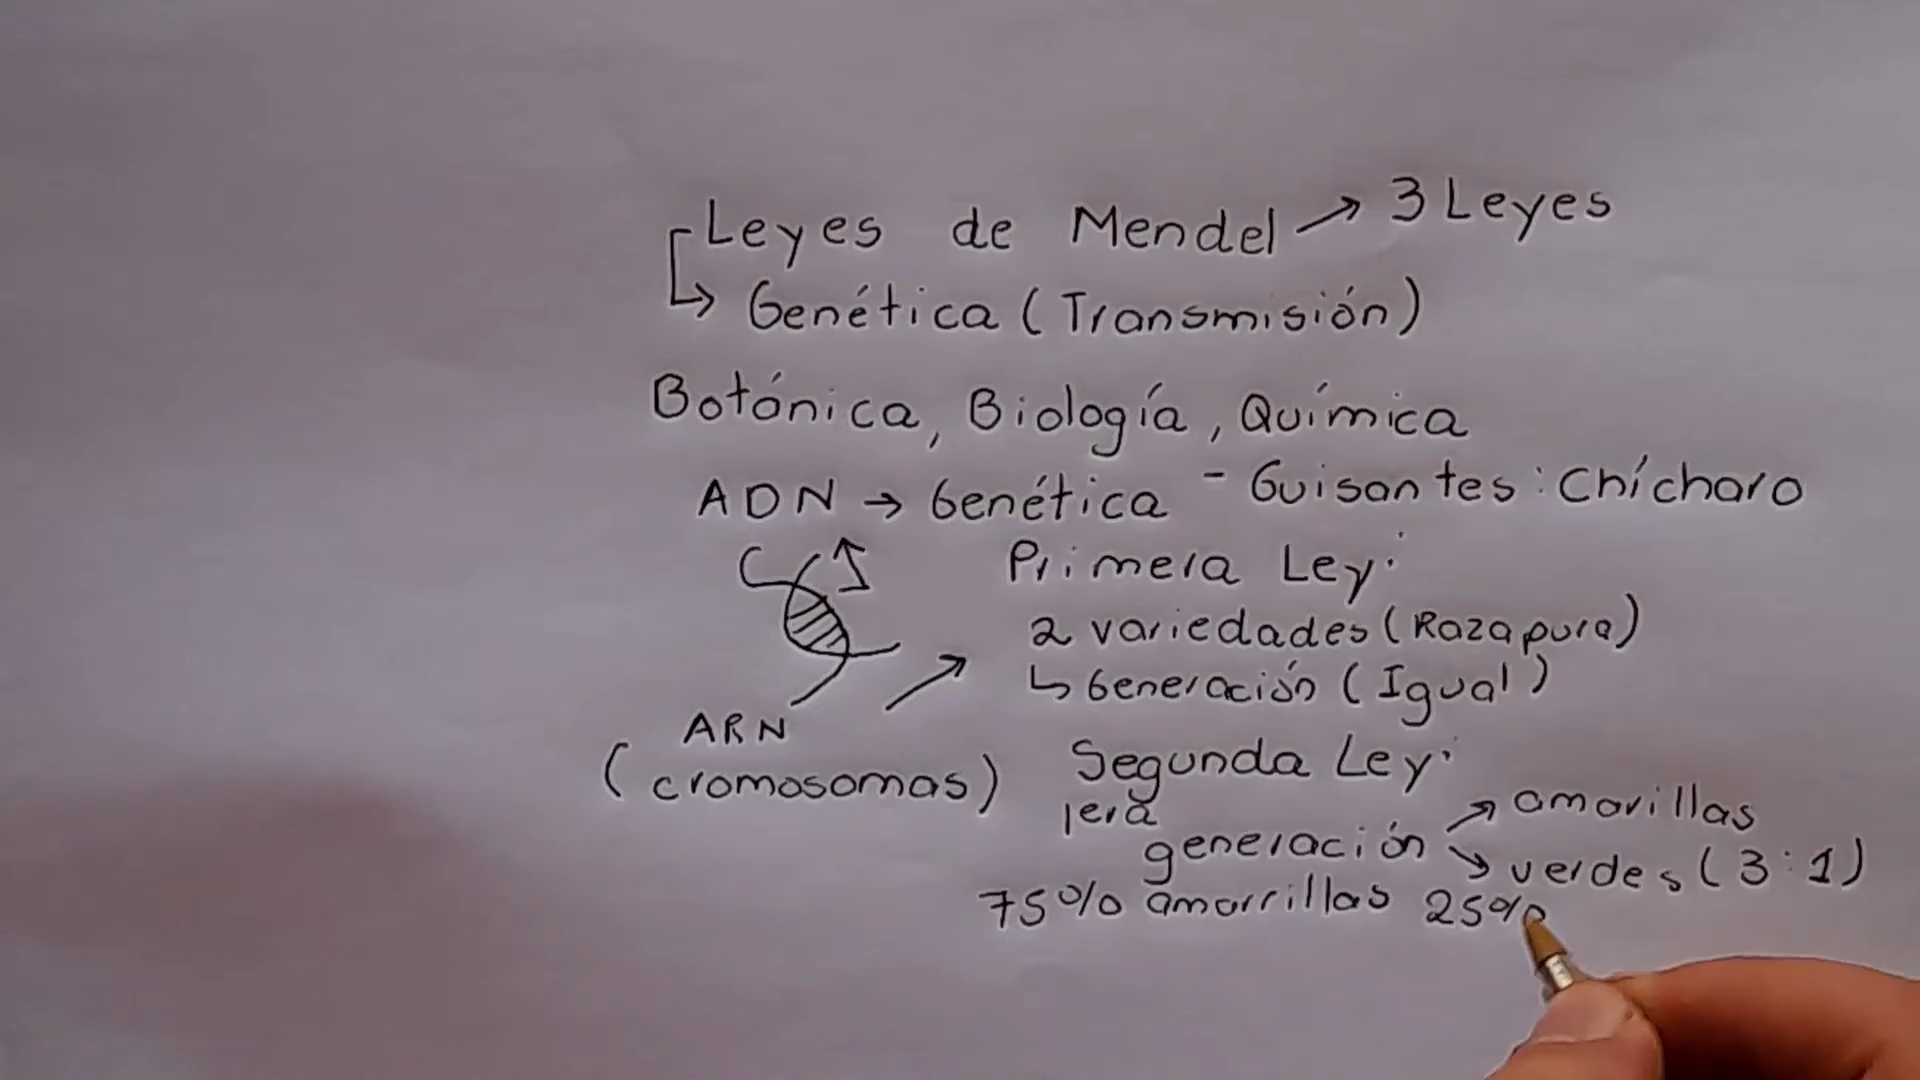 Leyes de Mendel → 3 Leyes
↳ Genética (Transmisión)
Botánica, Biología, Química
ADN → Genética - Guisantes: Chícharo
Primera Ley:
2 variedades (Raza pura)
↳ Generación (Igual)
ARN
(cromosomas)
Segunda Ley:
1era
generación → amarillas
→ verdes (3:1)
75% amarrillas 25%